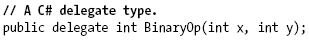 // A C# delegate type.
public delegate int BinaryOp(int x, int y);